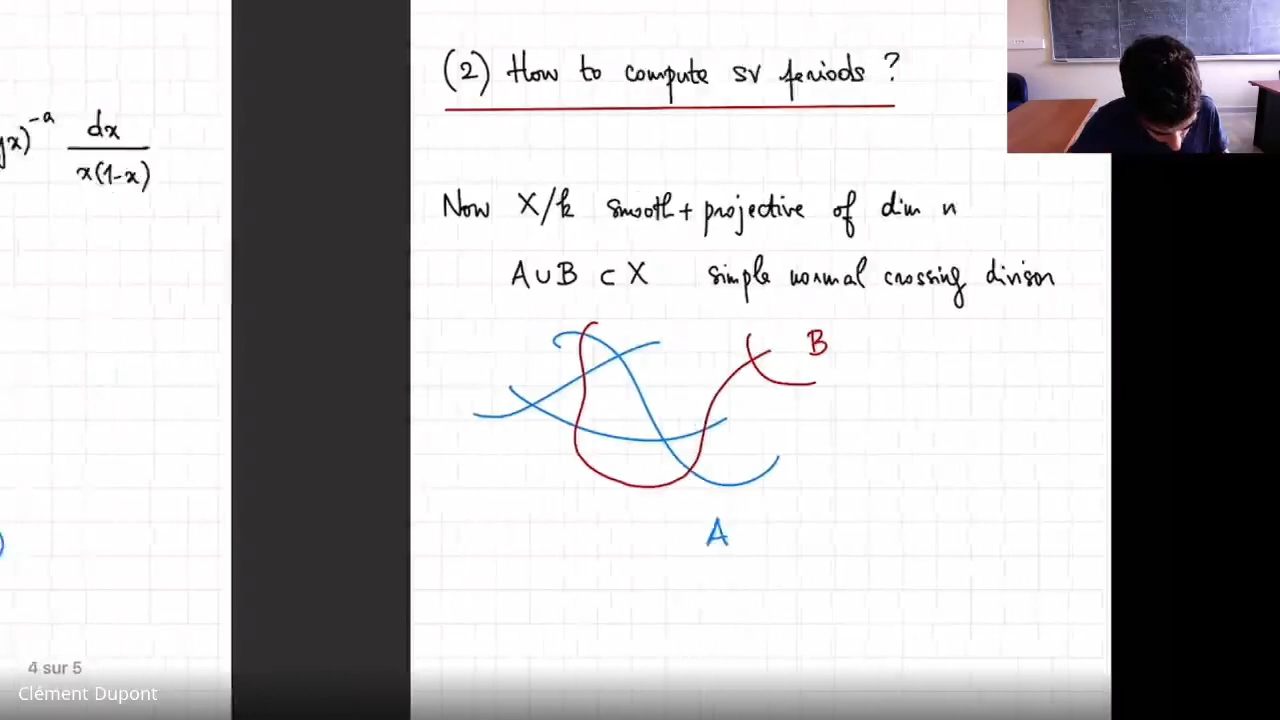 (2) How to compute sv periods ?
yx)^{-a} dx / x(1-x)
Now X/k smooth + projective of dim n
A ∪ B ⊂ X simple normal crossing divisor
B
A
)
4 sur 5
Clément Dupont